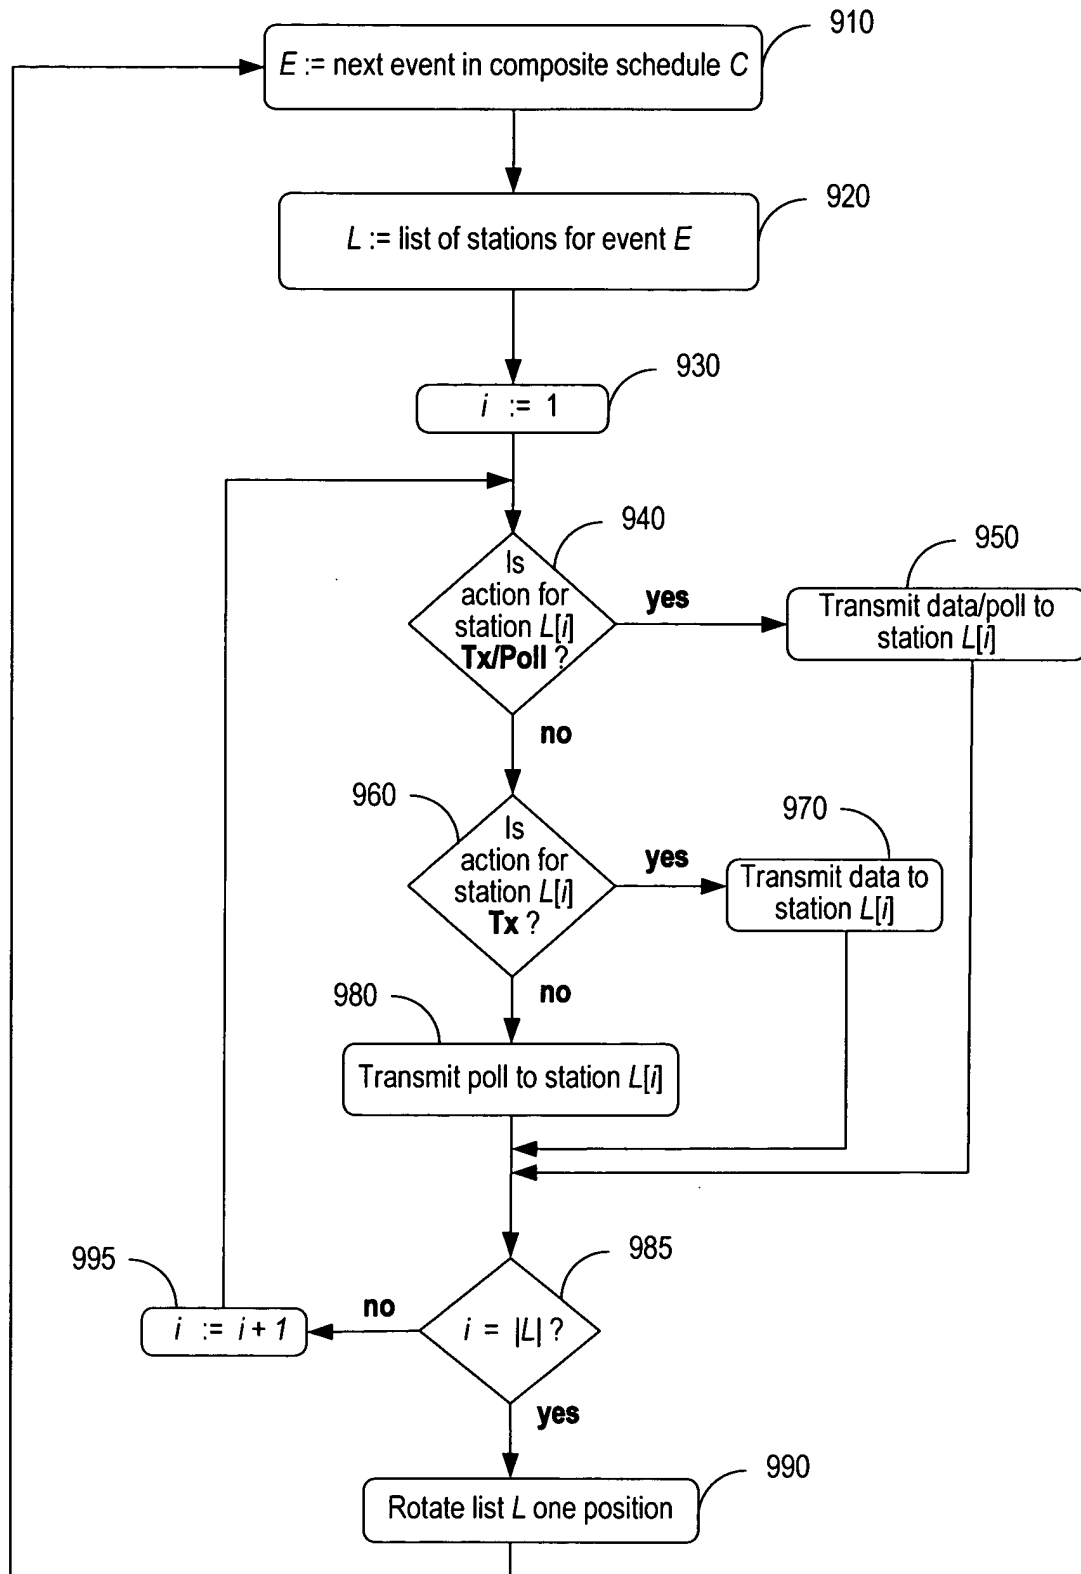 910
E := next event in composite schedule C
920
L := list of stations for event E
930
i := 1
940
Is
action for
station L[i]
Tx/Poll ?
yes
950
Transmit data/poll to
station L[i]
no
960
Is
action for
station L[i]
Tx ?
yes
970
Transmit data to
station L[i]
no
980
Transmit poll to station L[i]
985
i = |L| ?
no
995
i := i + 1
yes
990
Rotate list L one position